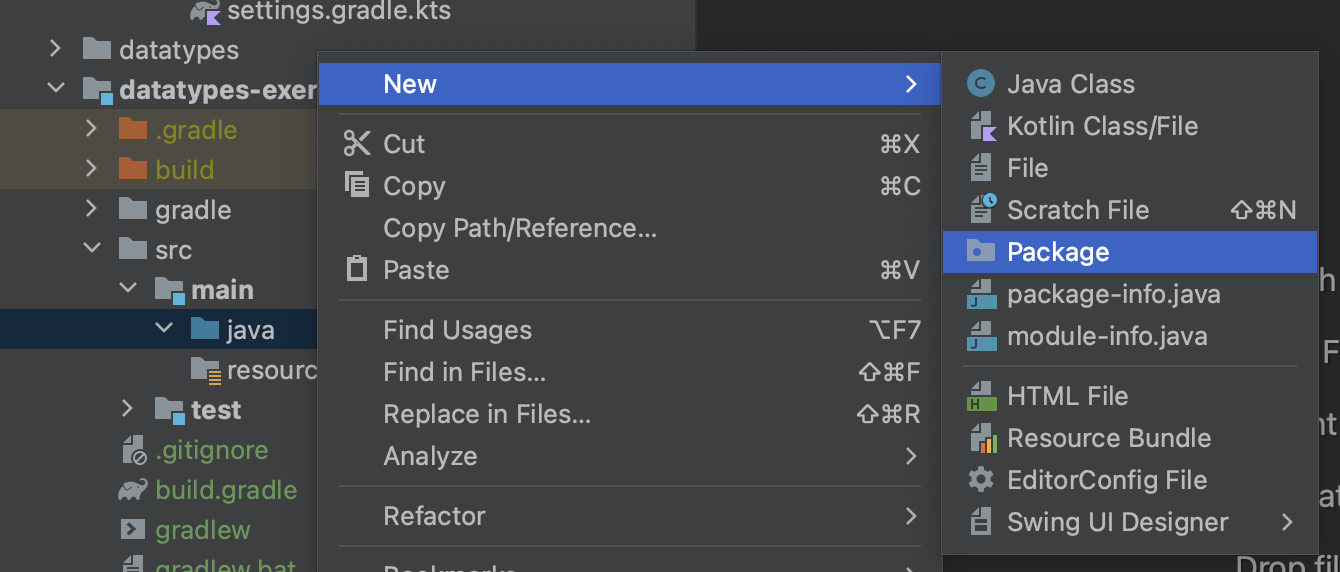 settings.gradle.kts
datatypes
datatypes-exer
.gradle
build
gradle
src
main
java
resourc
test
.gitignore
build.gradle
gradlew
gradlew.bat
New
Cut ⌘X
Copy ⌘C
Copy Path/Reference...
Paste ⌘V
Find Usages ⌥F7
Find in Files... ⇧⌘F
Replace in Files... ⇧⌘R
Analyze
Refactor
Bookmarks
Java Class
Kotlin Class/File
File
Scratch File ⇧⌘N
Package
package-info.java
module-info.java
HTML File
Resource Bundle
EditorConfig File
Swing UI Designer
h
F
nt
at
Drop fil